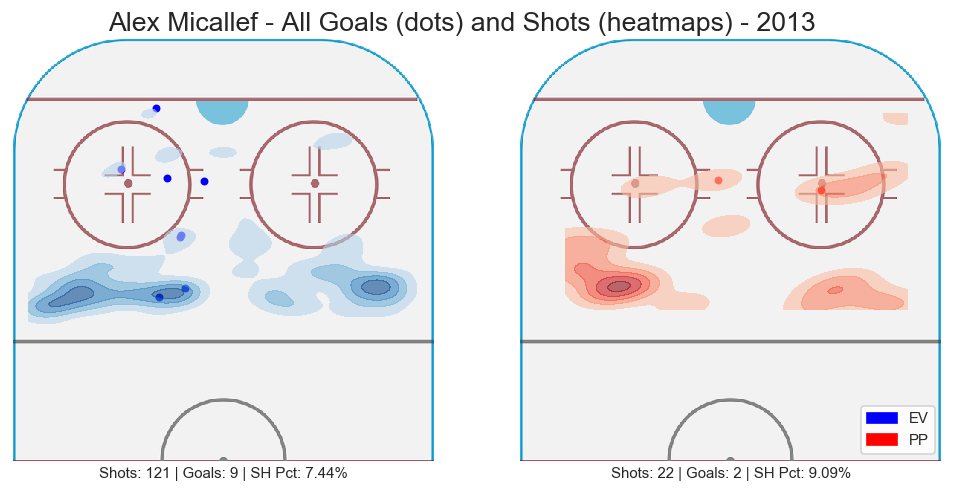 Alex Micallef - All Goals (dots) and Shots (heatmaps) - 2013
EV
PP
Shots: 121 | Goals: 9 | SH Pct: 7.44%
Shots: 22 | Goals: 2 | SH Pct: 9.09%